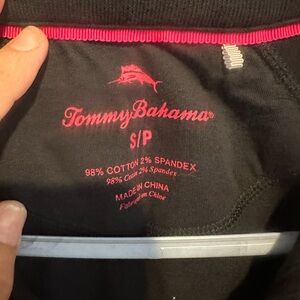 Tommy Bahama®
S/P
98% COTTON 2% SPANDEX
98% Coton 2% Spandex
MADE IN CHINA
Fabriqué en Chine